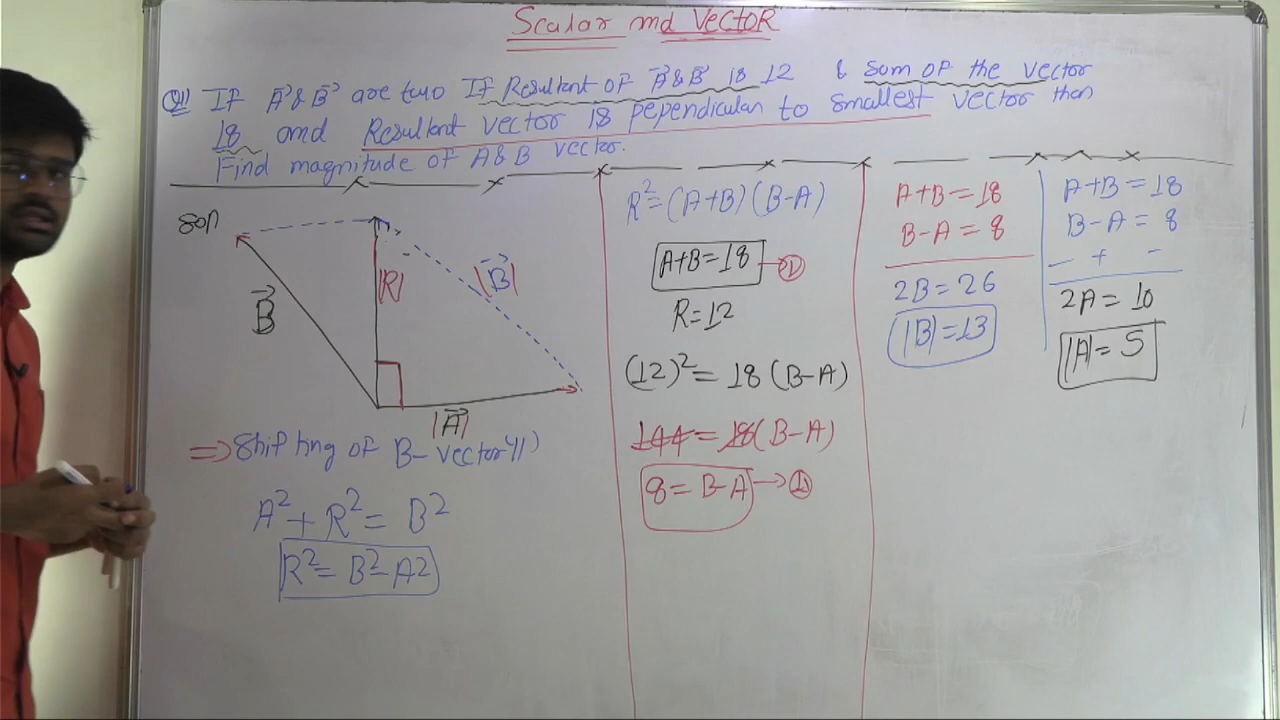 Scalar and Vector
Q1 If A⃗ & B⃗ are two If Resultant of A⃗ & B⃗ is 12 & sum of the vector
18 and Resultant vector is pependicular to smallest vector then
Find magnitude of A & B vector.
sol^n
B⃗
|R|
|B⃗|
|A⃗|
⇒ Shifting of B-vector
A² + R² = B²
R² = B² - A²
R² = (A+B) (B-A)
A+B = 18 → ①
R = 12
(12)² = 18 (B-A)
144 = 18 (B-A)
8 = B-A → ⑪
A+B = 18
B-A = 8
2B = 26
|B| = 13
A+B = 18
B-A = 8
- + -
2A = 10
|A| = 5